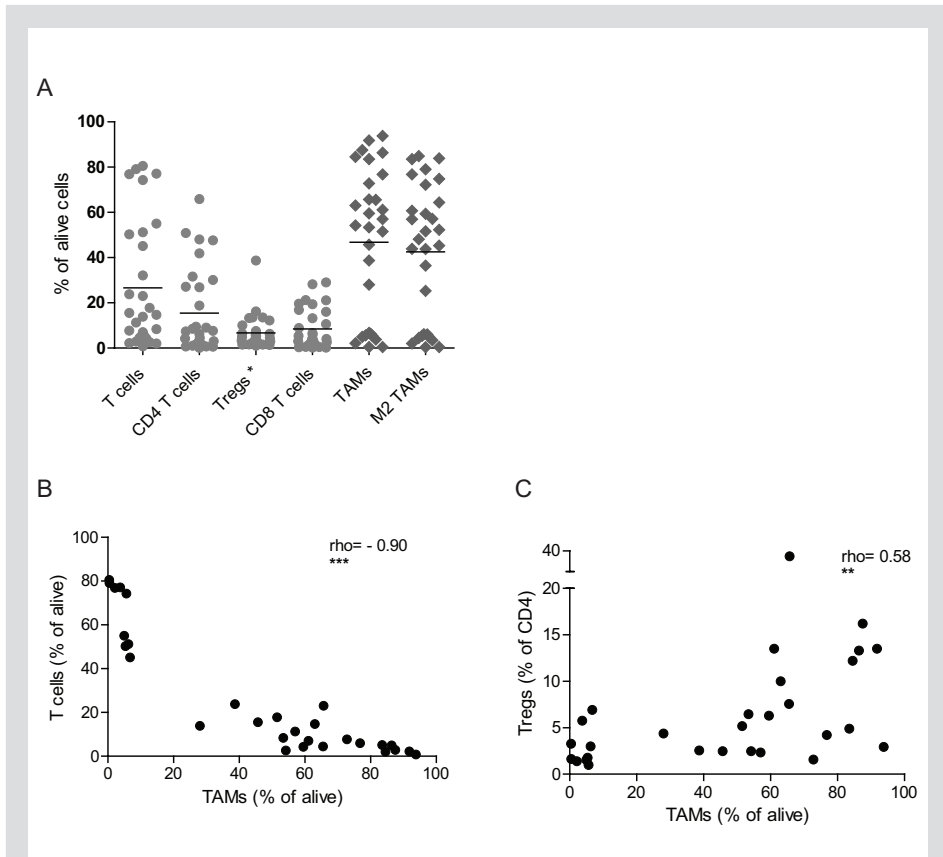 A
% of alive cells
100
80
60
40
20
0
T cells
CD4 T cells
Tregs *
CD8 T cells
TAMs
M2 TAMs
B
T cells (% of alive)
100
80
60
40
20
0
rho= - 0.90
***
0 20 40 60 80 100
TAMs (% of alive)
C
Tregs (% of CD4)
40
20
15
10
5
0
rho= 0.58
**
0 20 40 60 80 100
TAMs (% of alive)